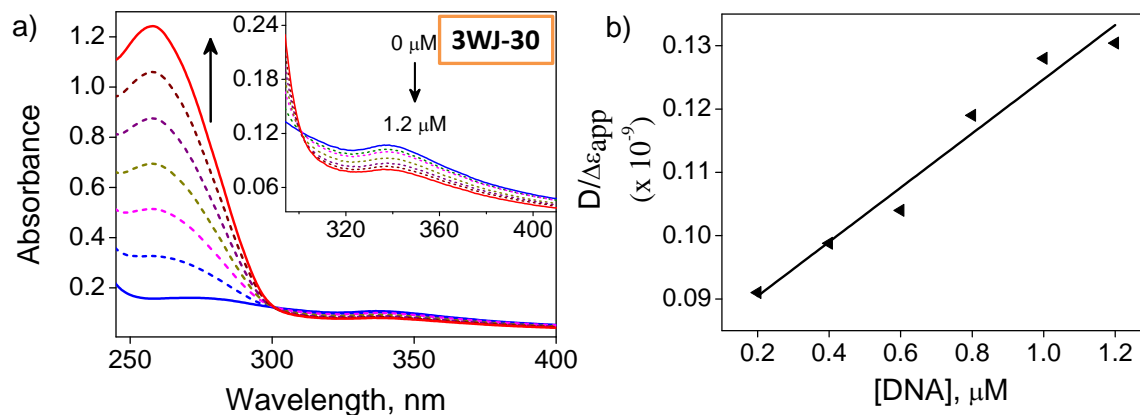 a)
3WJ-30
0 μM
1.2 μM
0.24
0.18
0.12
0.06
320
360
400
1.2
1.0
0.8
0.6
0.4
0.2
250
300
350
400
Absorbance
Wavelength, nm
b)
D/Δεapp
(x 10⁻⁹)
0.13
0.12
0.11
0.10
0.09
0.2
0.4
0.6
0.8
1.0
1.2
[DNA], μM